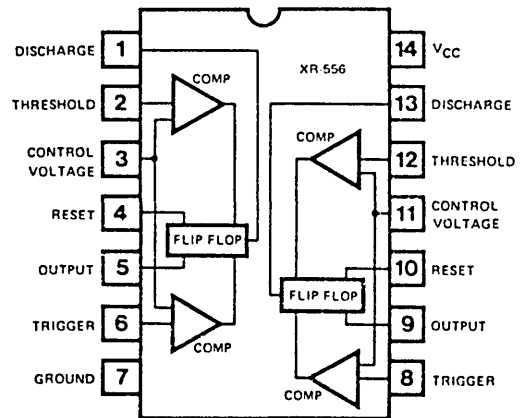 DISCHARGE 1
THRESHOLD 2
CONTROL
VOLTAGE 3
RESET 4
OUTPUT 5
TRIGGER 6
GROUND 7
COMP
FLIP FLOP
COMP
XR-556
14 VCC
13 DISCHARGE
COMP
12 THRESHOLD
11 CONTROL
VOLTAGE
10 RESET
FLIP FLOP
9 OUTPUT
COMP
8 TRIGGER